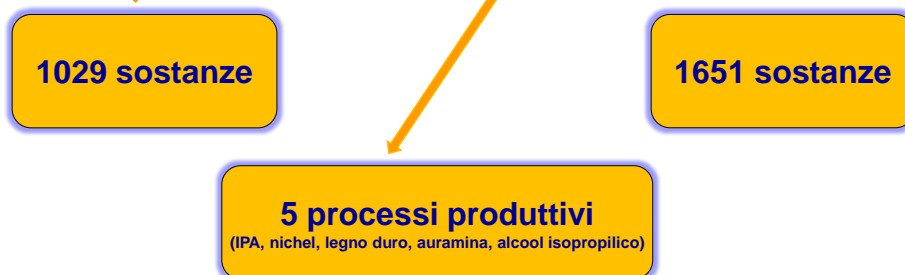 1029 sostanze
1651 sostanze
5 processi produttivi
(IPA, nichel, legno duro, auramina, alcool isopropilico)